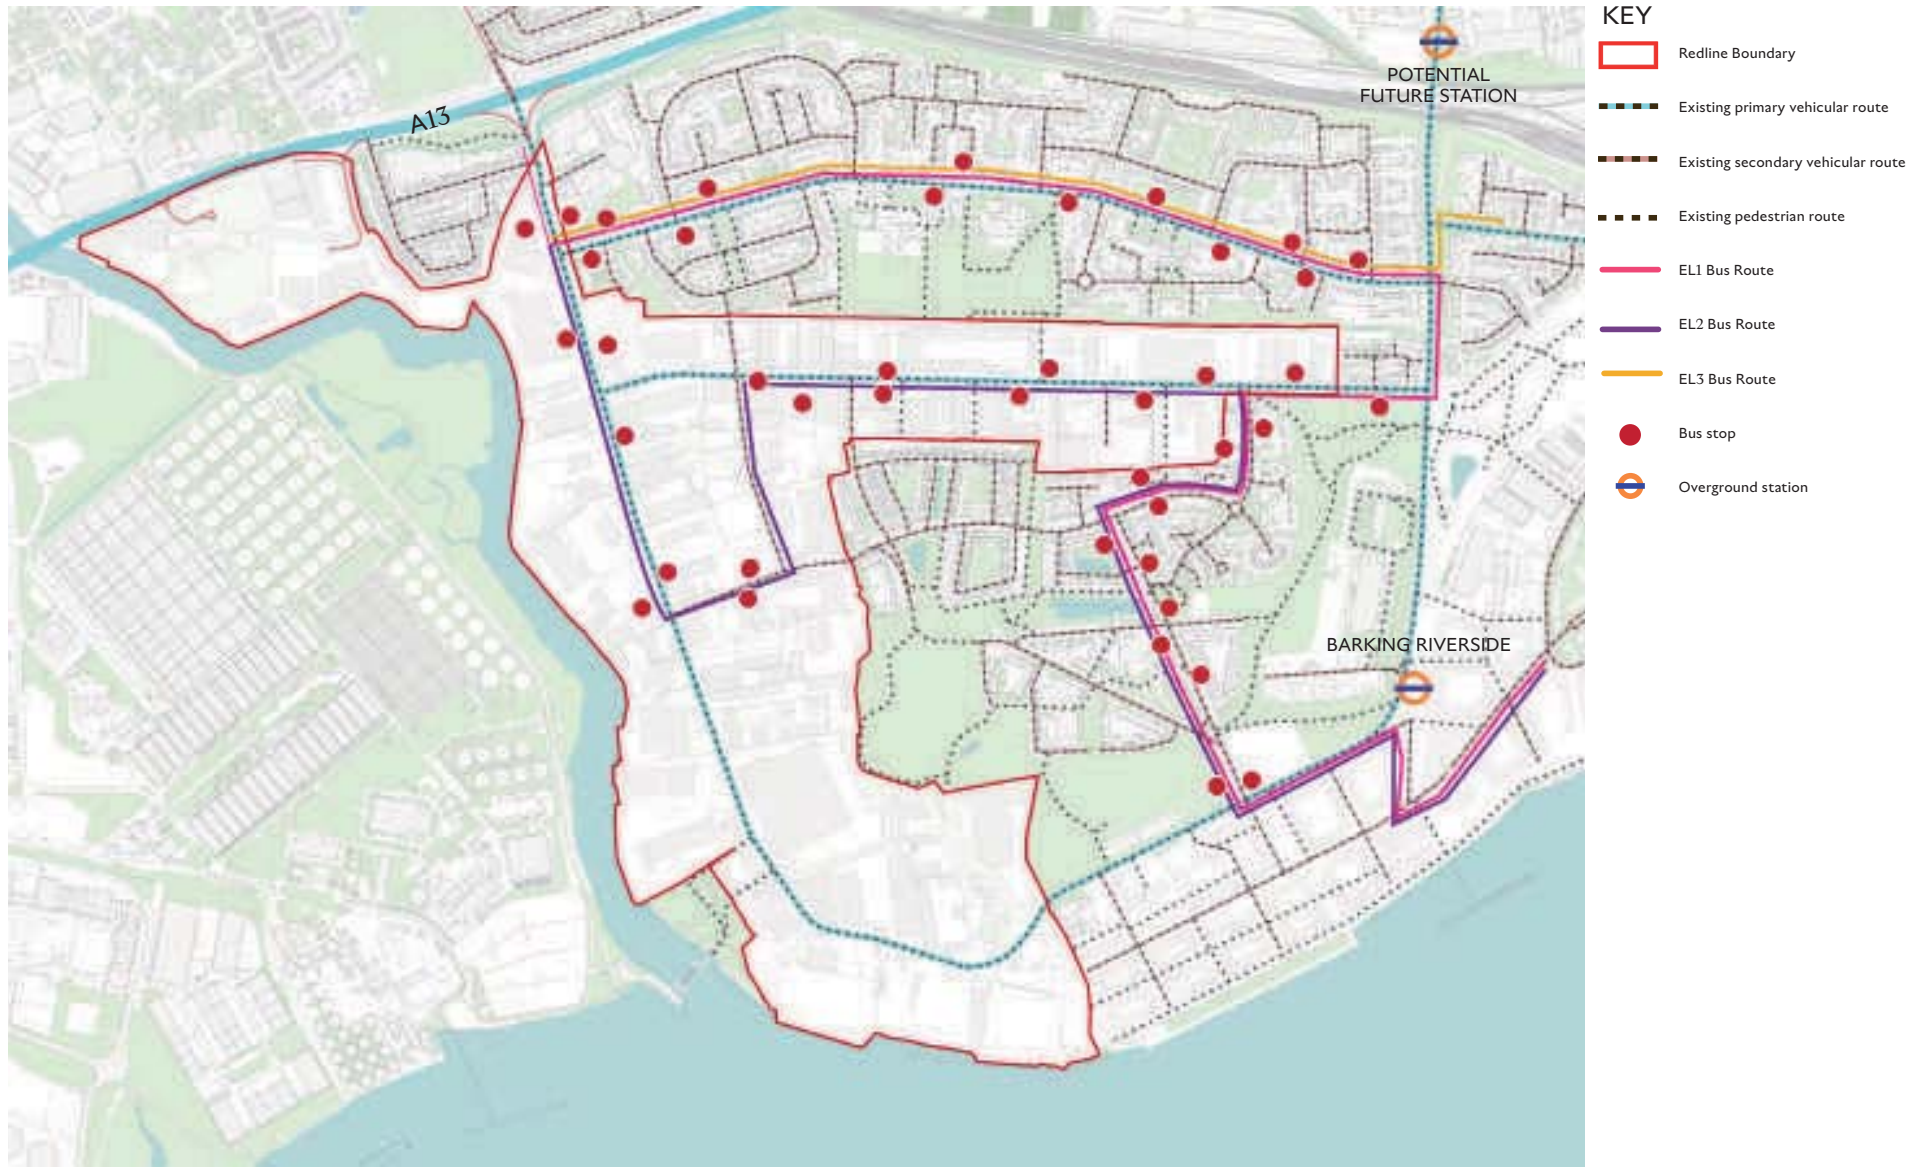 KEY
Redline Boundary
Existing primary vehicular route
Existing secondary vehicular route
Existing pedestrian route
EL1 Bus Route
EL2 Bus Route
EL3 Bus Route
Bus stop
Overground station
POTENTIAL
FUTURE STATION
A13
BARKING RIVERSIDE